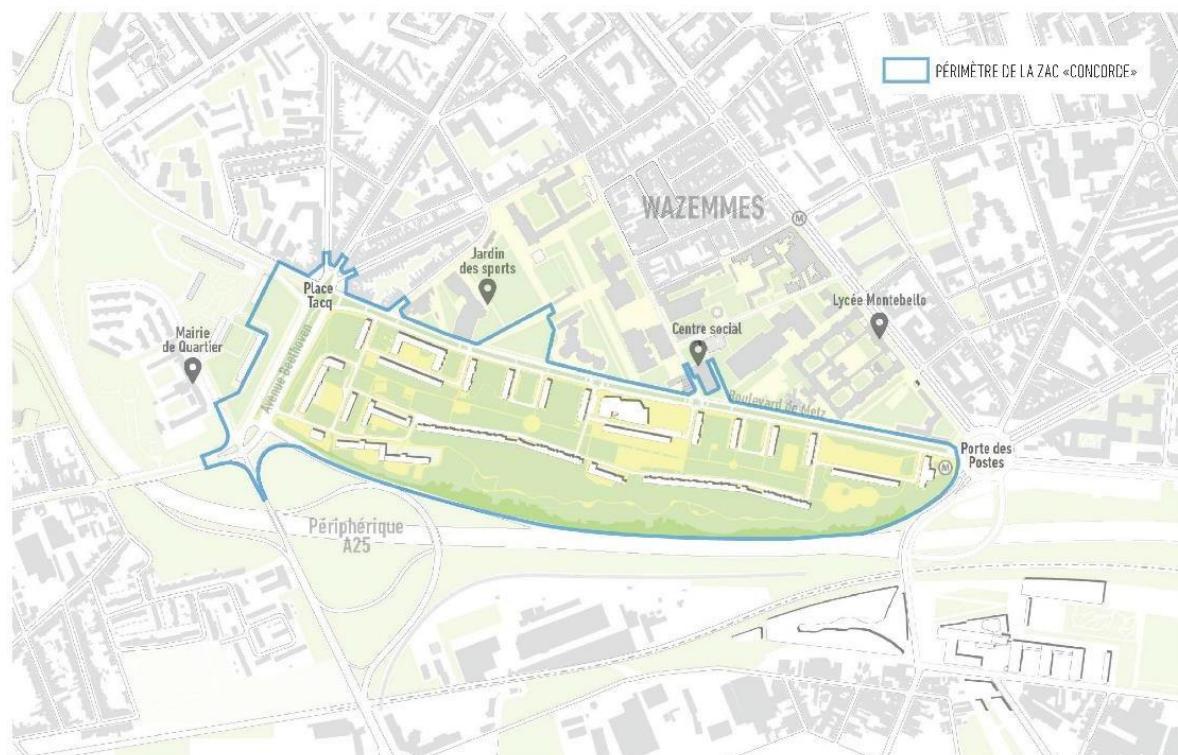 PÉRIMÈTRE DE LA ZAC «CONCORDE»
WAZEMMES
M
Jardin
des sports
Place
Tacq
Lycée Montebello
Centre social
Mairie
de Quartier
Avenue Beethoven
Boulevard de Metz
Porte des
Postes
M
Périphérique
A25